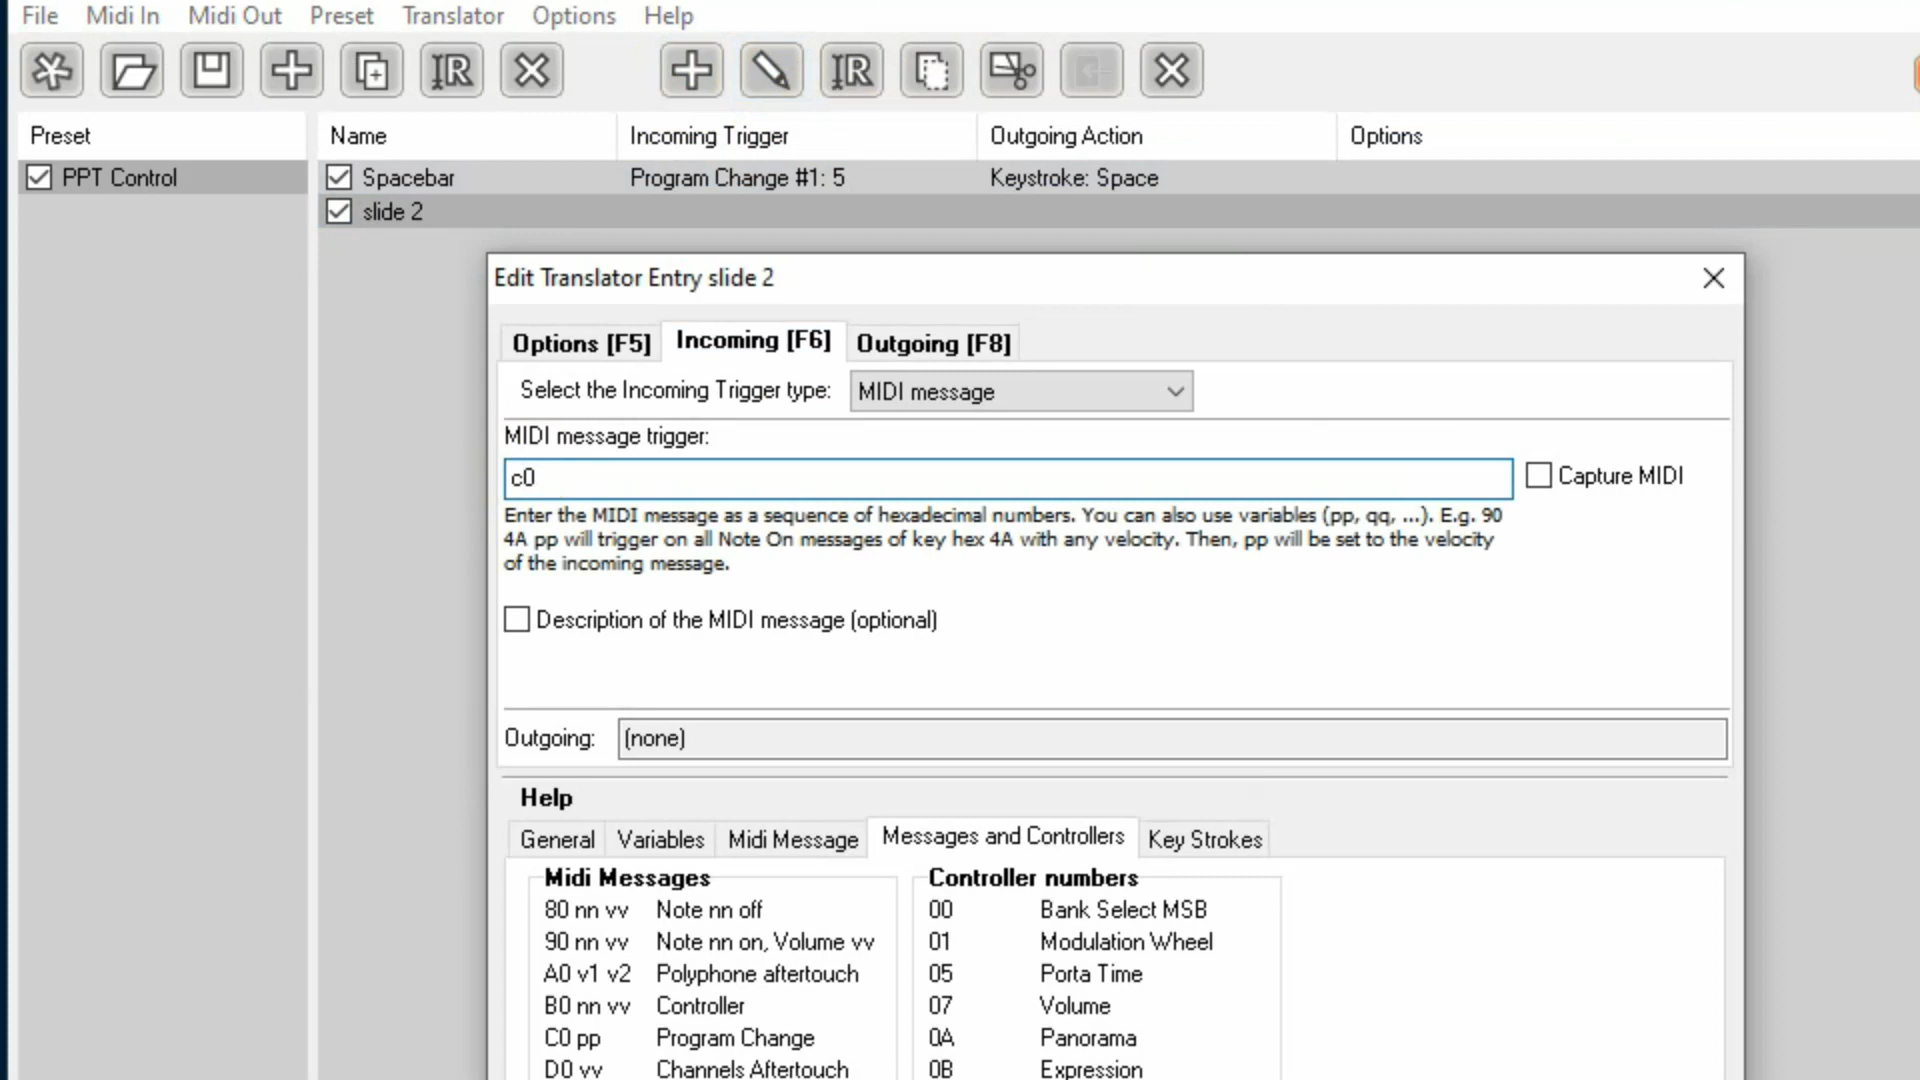 File Midi In Midi Out Preset Translator Options Help
Preset Name Incoming Trigger Outgoing Action Options
PPT Control Spacebar Program Change #1: 5 Keystroke: Space
slide 2
Edit Translator Entry slide 2
Options [F5] Incoming [F6] Outgoing [F8]
Select the Incoming Trigger type: MIDI message
MIDI message trigger:
c0 Capture MIDI
Enter the MIDI message as a sequence of hexadecimal numbers. You can also use variables (pp, qq, ...). E.g. 90
4A pp will trigger on all Note On messages of key hex 4A with any velocity. Then, pp will be set to the velocity
of the incoming message.
Description of the MIDI message (optional)
Outgoing: (none)
Help
General Variables Midi Message Messages and Controllers Key Strokes
Midi Messages Controller numbers
80 nn vv Note nn off 00 Bank Select MSB
90 nn vv Note nn on, Volume vv 01 Modulation Wheel
A0 v1 v2 Polyphone aftertouch 05 Porta Time
B0 nn vv Controller 07 Volume
C0 pp Program Change 0A Panorama
D0 vv Channels Aftertouch 0B Expression